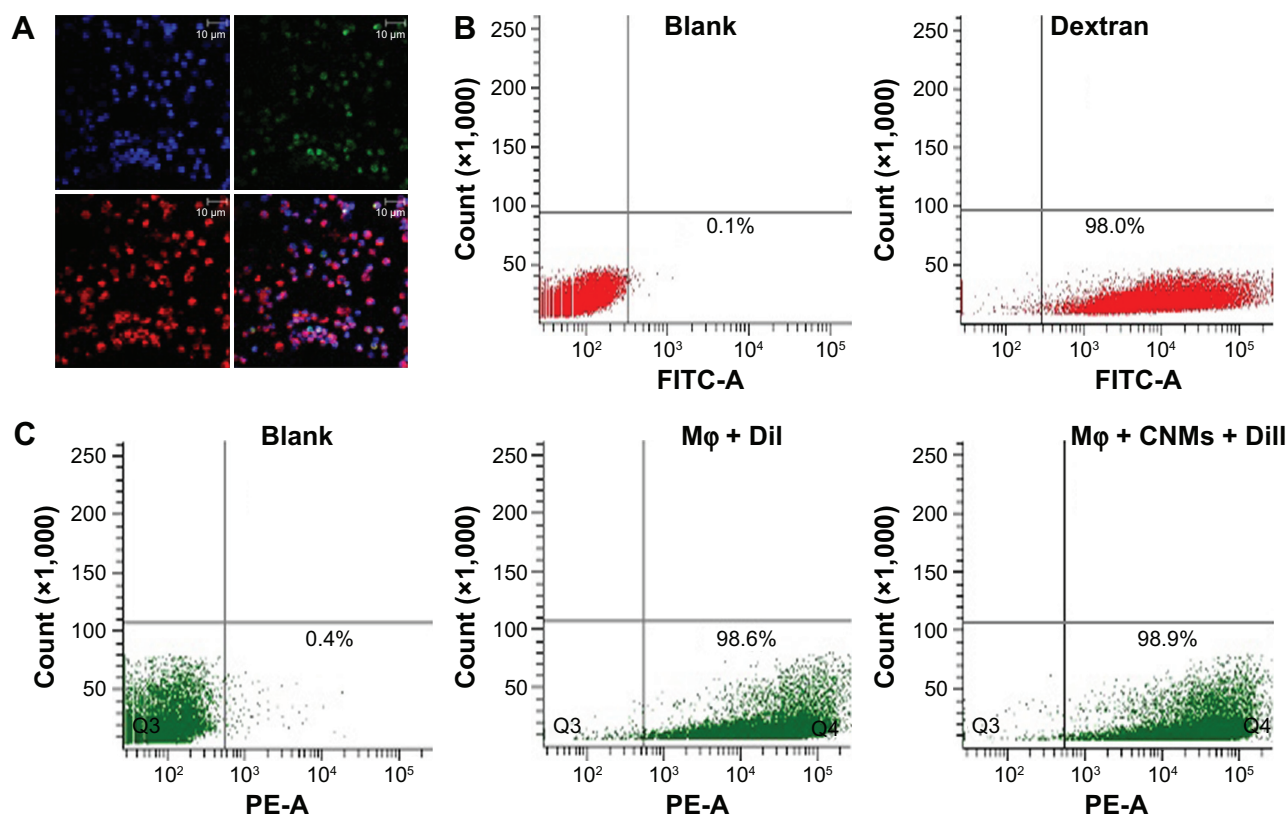 A
10 µm
10 µm
10 µm
10 µm
B
Blank
Count (×1,000)
250
200
150
100
50
0.1%
10²
10³
10⁴
10⁵
FITC-A
Dextran
Count (×1,000)
250
200
150
100
50
98.0%
10²
10³
10⁴
10⁵
FITC-A
C
Blank
Count (×1,000)
250
200
150
100
50
0.4%
Q3
10²
10³
10⁴
10⁵
PE-A
Mφ + Dil
Count (×1,000)
250
200
150
100
50
98.6%
Q3
Q4
10²
10³
10⁴
10⁵
PE-A
Mφ + CNMs + Dill
Count (×1,000)
250
200
150
100
50
98.9%
Q3
Q4
10²
10³
10⁴
10⁵
PE-A